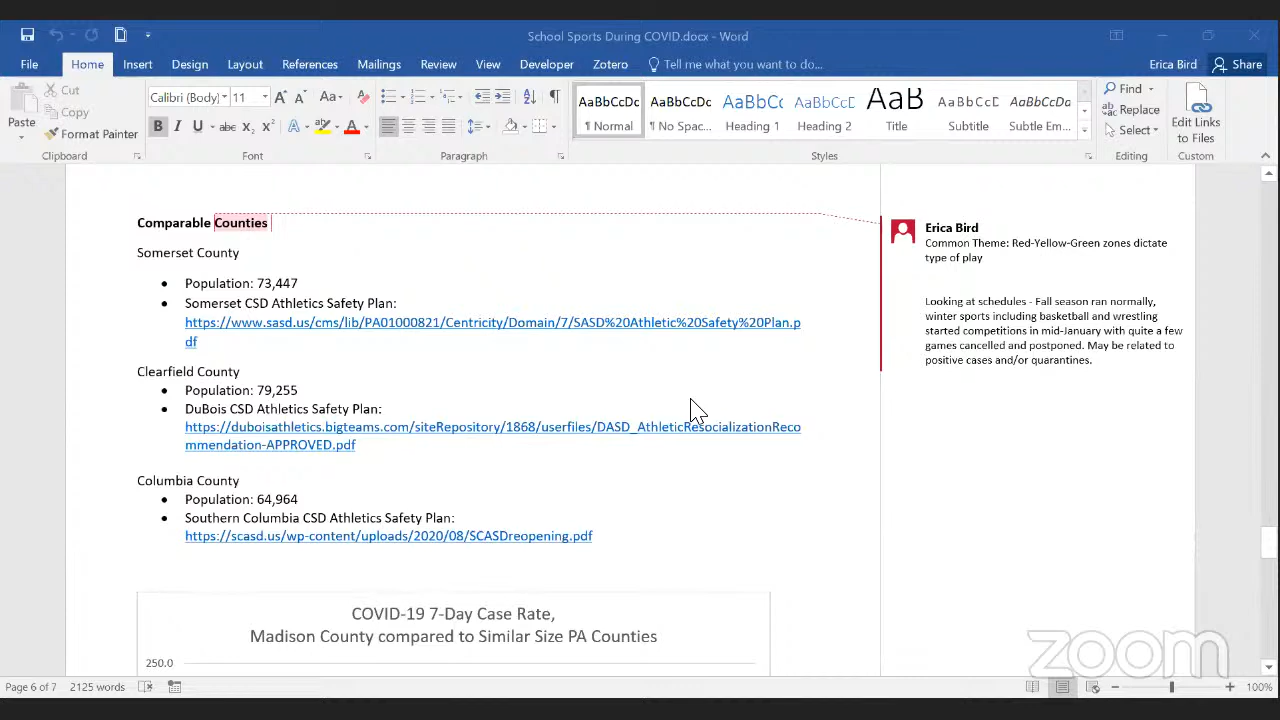 School Sports During COVID.docx - Word
File Home Insert Design Layout References Mailings Review View Developer Zotero Tell me what you want to do... Erica Bird Share
Paste
Cut
Copy
Format Painter
Clipboard
Calibri (Body) 11
Font
Paragraph
AaBbCcDc AaBbCcDc AaBbCc AaBbCcD AaB AaBbCcD AaBbCcDc
¶ Normal ¶ No Spac... Heading 1 Heading 2 Title Subtitle Subtle Em...
Styles
Find
Replace
Select
Editing
Edit Links
to Files
Custom
Comparable Counties
Somerset County
• Population: 73,447
• Somerset CSD Athletics Safety Plan:
https://www.sasd.us/cms/lib/PA01000821/Centricity/Domain/7/SASD%20Athletic%20Safety%20Plan.p
df
Clearfield County
• Population: 79,255
• DuBois CSD Athletics Safety Plan:
https://duboisathletics.bigteams.com/siteRepository/1868/userfiles/DASD_AthleticResocializationReco
mmendation-APPROVED.pdf
Columbia County
• Population: 64,964
• Southern Columbia CSD Athletics Safety Plan:
https://scasd.us/wp-content/uploads/2020/08/SCASDreopening.pdf
COVID-19 7-Day Case Rate,
Madison County compared to Similar Size PA Counties
250.0
Erica Bird
Common Theme: Red-Yellow-Green zones dictate
type of play
Looking at schedules - Fall season ran normally,
winter sports including basketball and wrestling
started competitions in mid-January with quite a few
games cancelled and postponed. May be related to
positive cases and/or quarantines.
zoom
Page 6 of 7 2125 words 100%